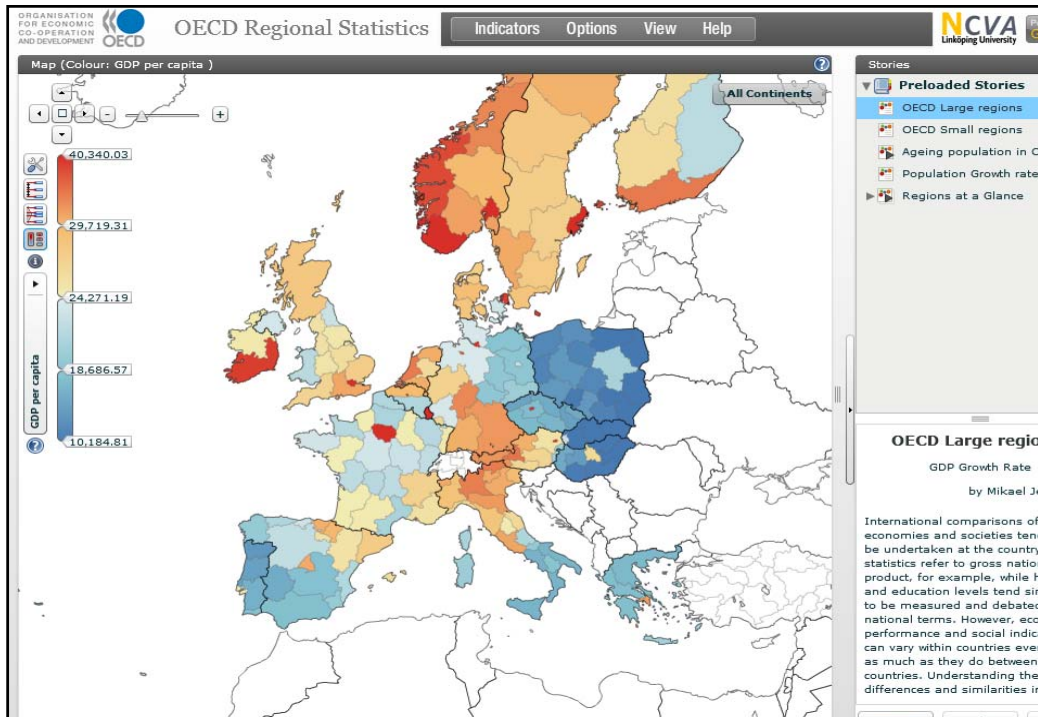 ORGANISATION
FOR ECONOMIC
CO-OPERATION
AND DEVELOPMENT
OECD
OECD Regional Statistics
Indicators Options View Help
NCVA
Linköping University
Map (Colour: GDP per capita )
?
All Continents
- +
40,340.03
29,719.31
24,271.19
18,686.57
10,184.81
GDP per capita
?
Stories
Preloaded Stories
OECD Large regions
OECD Small regions
Ageing population in
Population Growth rate
Regions at a Glance
OECD Large regio
GDP Growth Rate
by Mikael Je
International comparisons of
economies and societies tend
be undertaken at the country
statistics refer to gross nation
product, for example, while h
and education levels tend sim
to be measured and debated
national terms. However, eco
performance and social indica
can vary within countries even
as much as they do between
countries. Understanding the
differences and similarities in